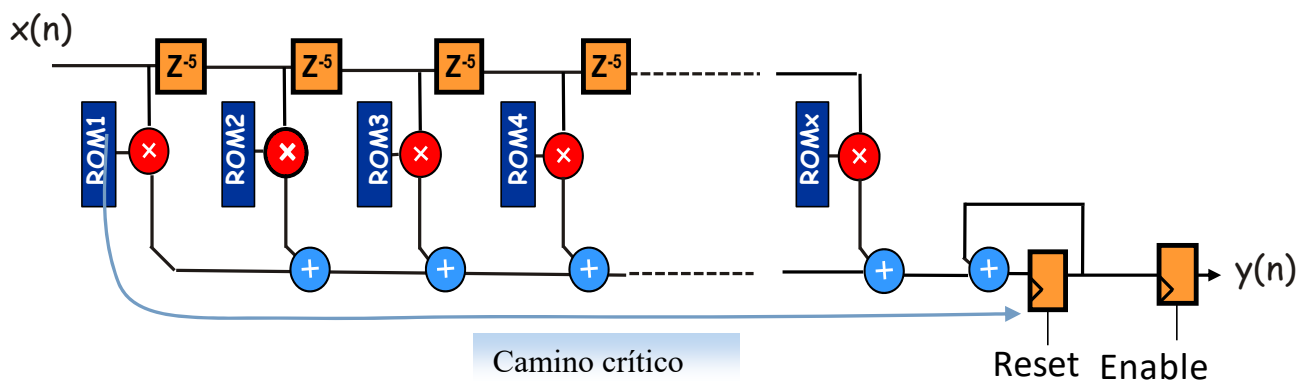 x(n)
Z-5 Z-5 Z-5 Z-5
ROM1 × ROM2 × ROM3 × ROM4 × ROMx ×
+ + + + +
y(n)
Camino crítico
Reset Enable